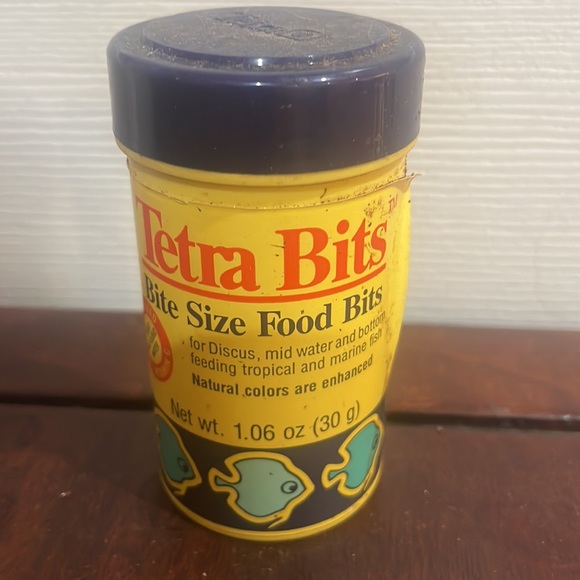 Tetra Bits™
Bite Size Food Bits
for Discus, mid water and bottom
feeding tropical and marine fish
Natural colors are enhanced
Net wt. 1.06 oz (30 g)